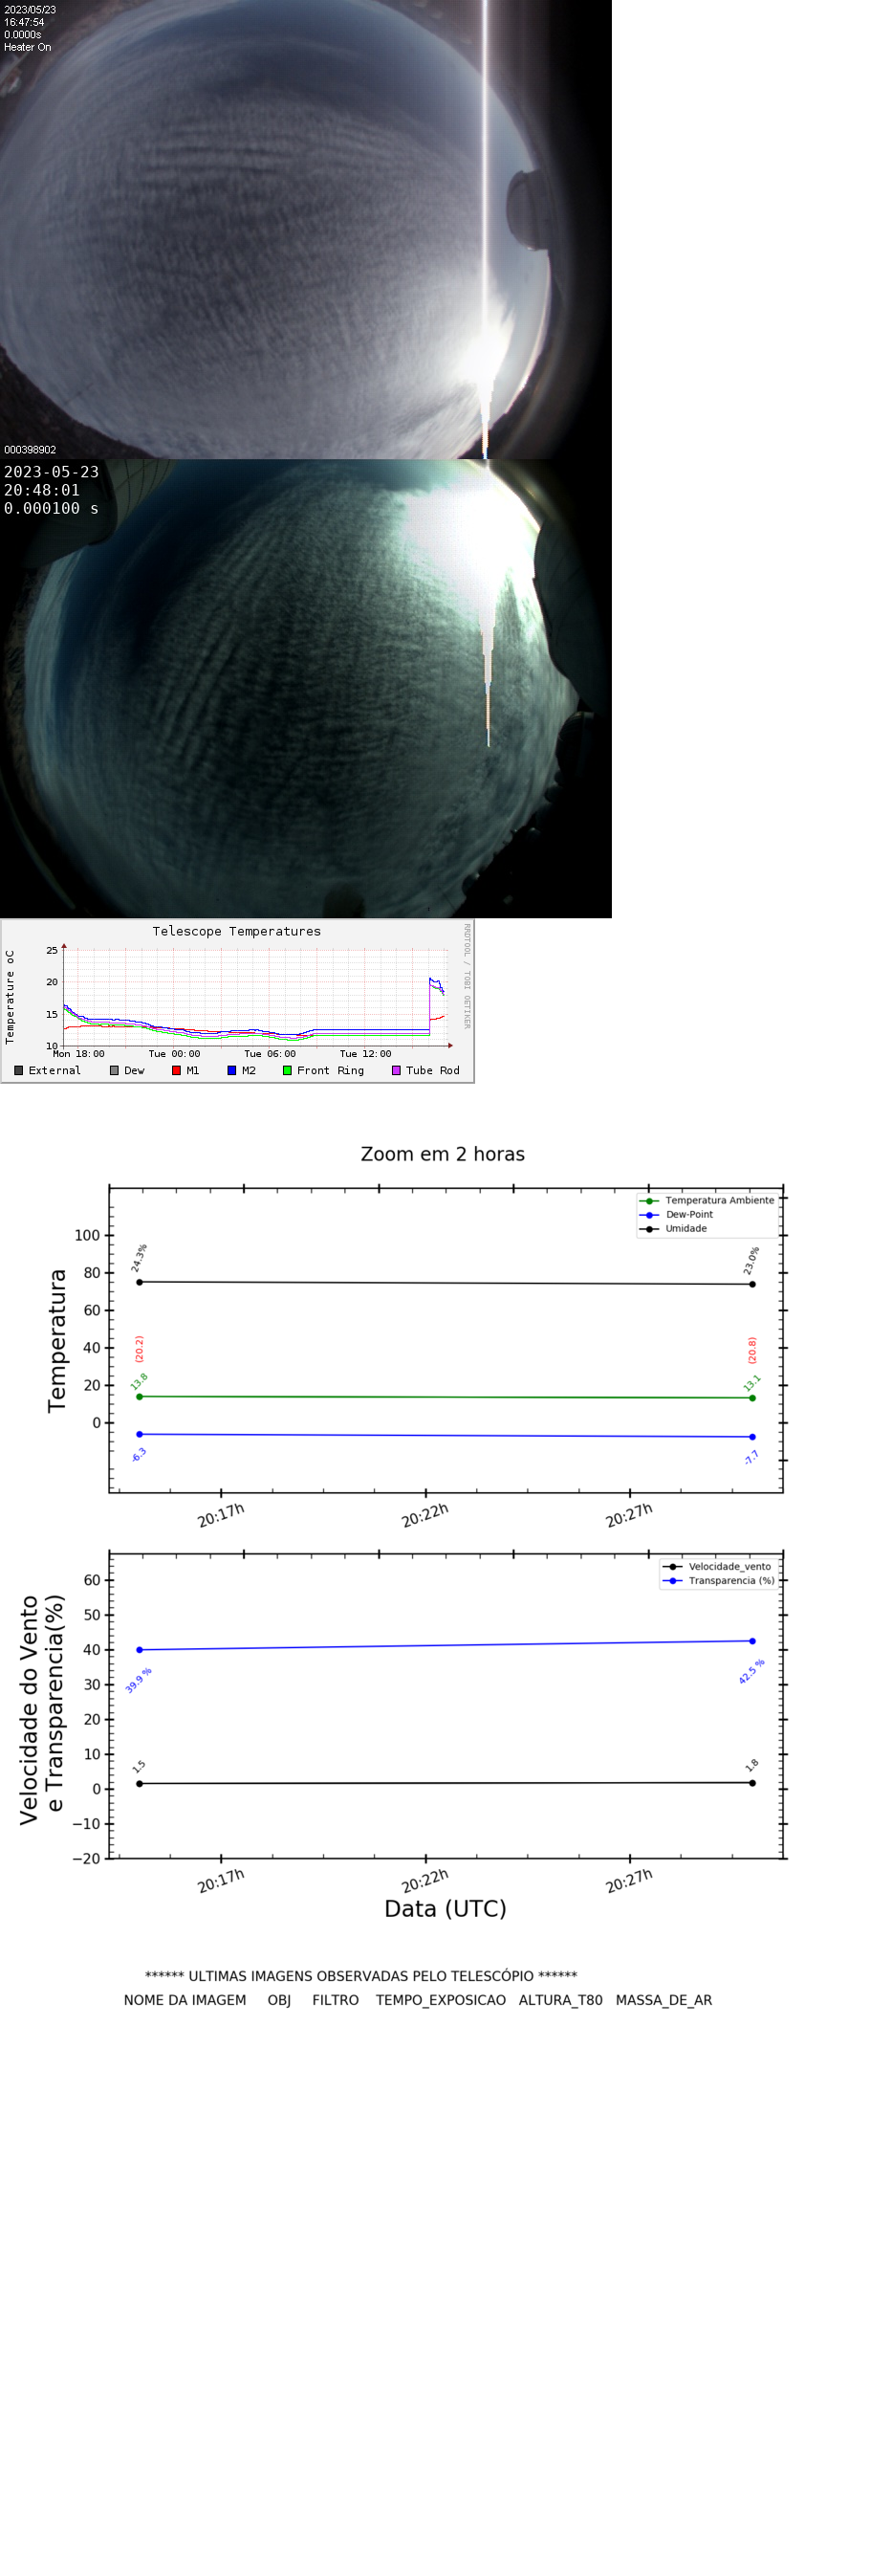 2023/05/23
16:47:54
0.0000s
Heater On
000398902
2023-05-23
20:48:01
0.000100 s
Telescope Temperatures
RRDTOOL / TOBI OETIKER
Temperature oC
25
20
15
10
Mon 18:00 Tue 00:00 Tue 06:00 Tue 12:00
External Dew M1 M2 Front Ring Tube Rod
Zoom em 2 horas
Temperatura
100
80
60
40
20
0
Temperatura Ambiente
Dew-Point
Umidade
24.3% 23.0%
(20.2) (20.8)
13.8 13.1
-6.3 -7.7
20:17h 20:22h 20:27h
Velocidade do Vento
e Transparencia(%)
60
50
40
30
20
10
0
−10
−20
Velocidade_vento
Transparencia (%)
39.9 % 42.5 %
1.5 1.8
20:17h 20:22h 20:27h
Data (UTC)
****** ULTIMAS IMAGENS OBSERVADAS PELO TELESCÓPIO ******
NOME DA IMAGEM OBJ FILTRO TEMPO_EXPOSICAO ALTURA_T80 MASSA_DE_AR